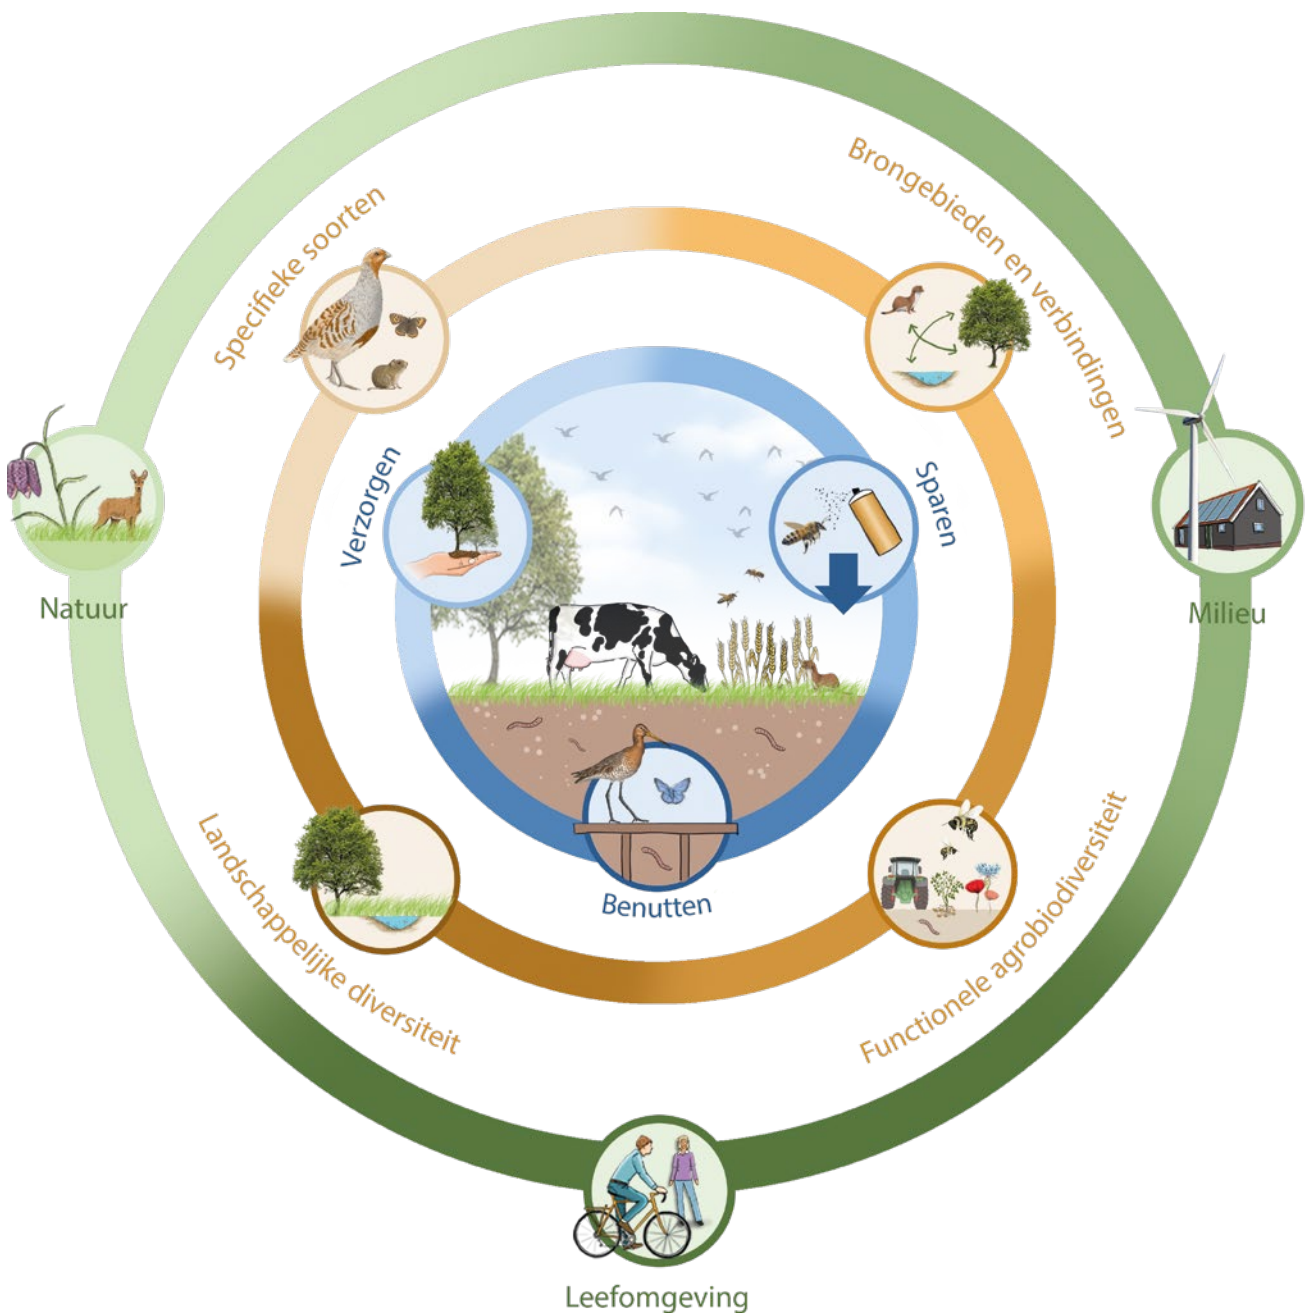 Brongebieden en verbindingen
Specifieke soorten
Verzorgen
Sparen
Natuur
Milieu
Benutten
Landschappelijke diversiteit
Functionele agrobiodiversiteit
Leefomgeving